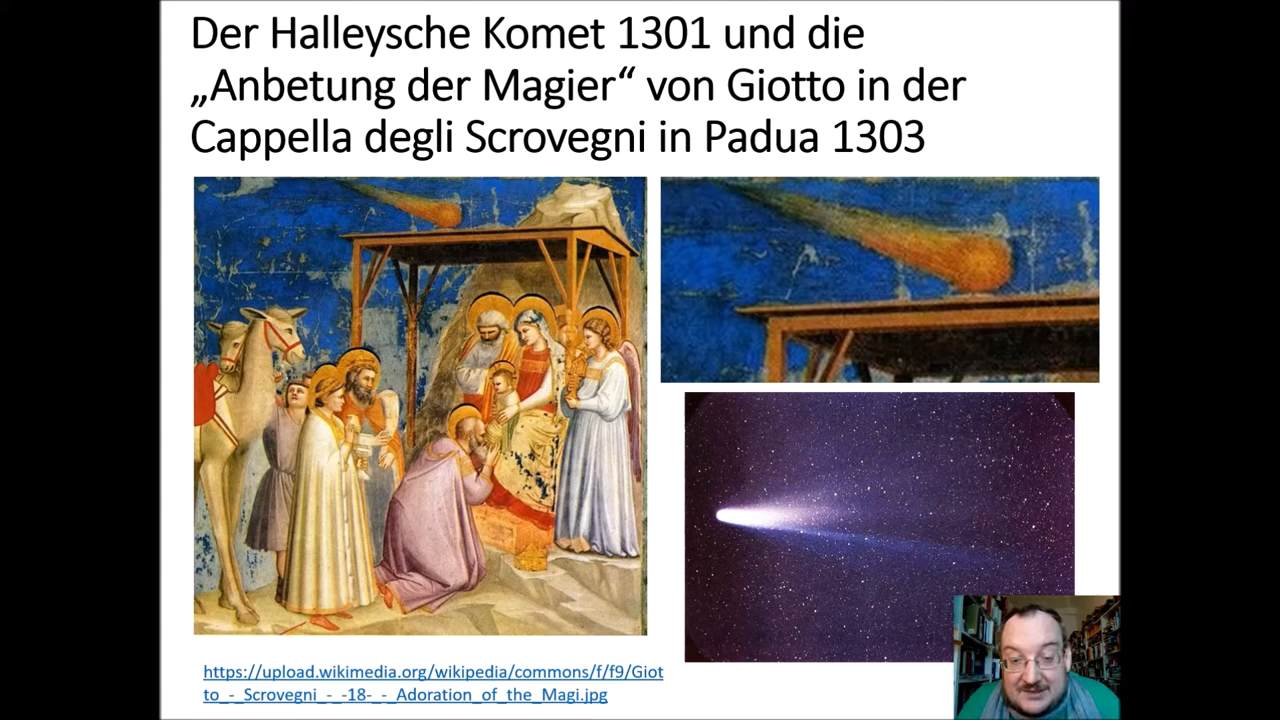 Der Halleysche Komet 1301 und die
„Anbetung der Magier“ von Giotto in der
Cappella degli Scrovegni in Padua 1303
https://upload.wikimedia.org/wikipedia/commons/f/f9/Giot
to_-_Scrovegni_-_-18-_-_Adoration_of_the_Magi.jpg